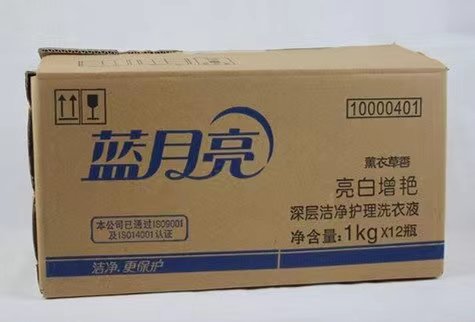 10000401
蓝月亮
薰衣草香
亮白增艳
深层洁净护理洗衣液
净含量:1kg X12瓶
本公司已通过ISO9001
及ISO14001认证
洁净.更保护